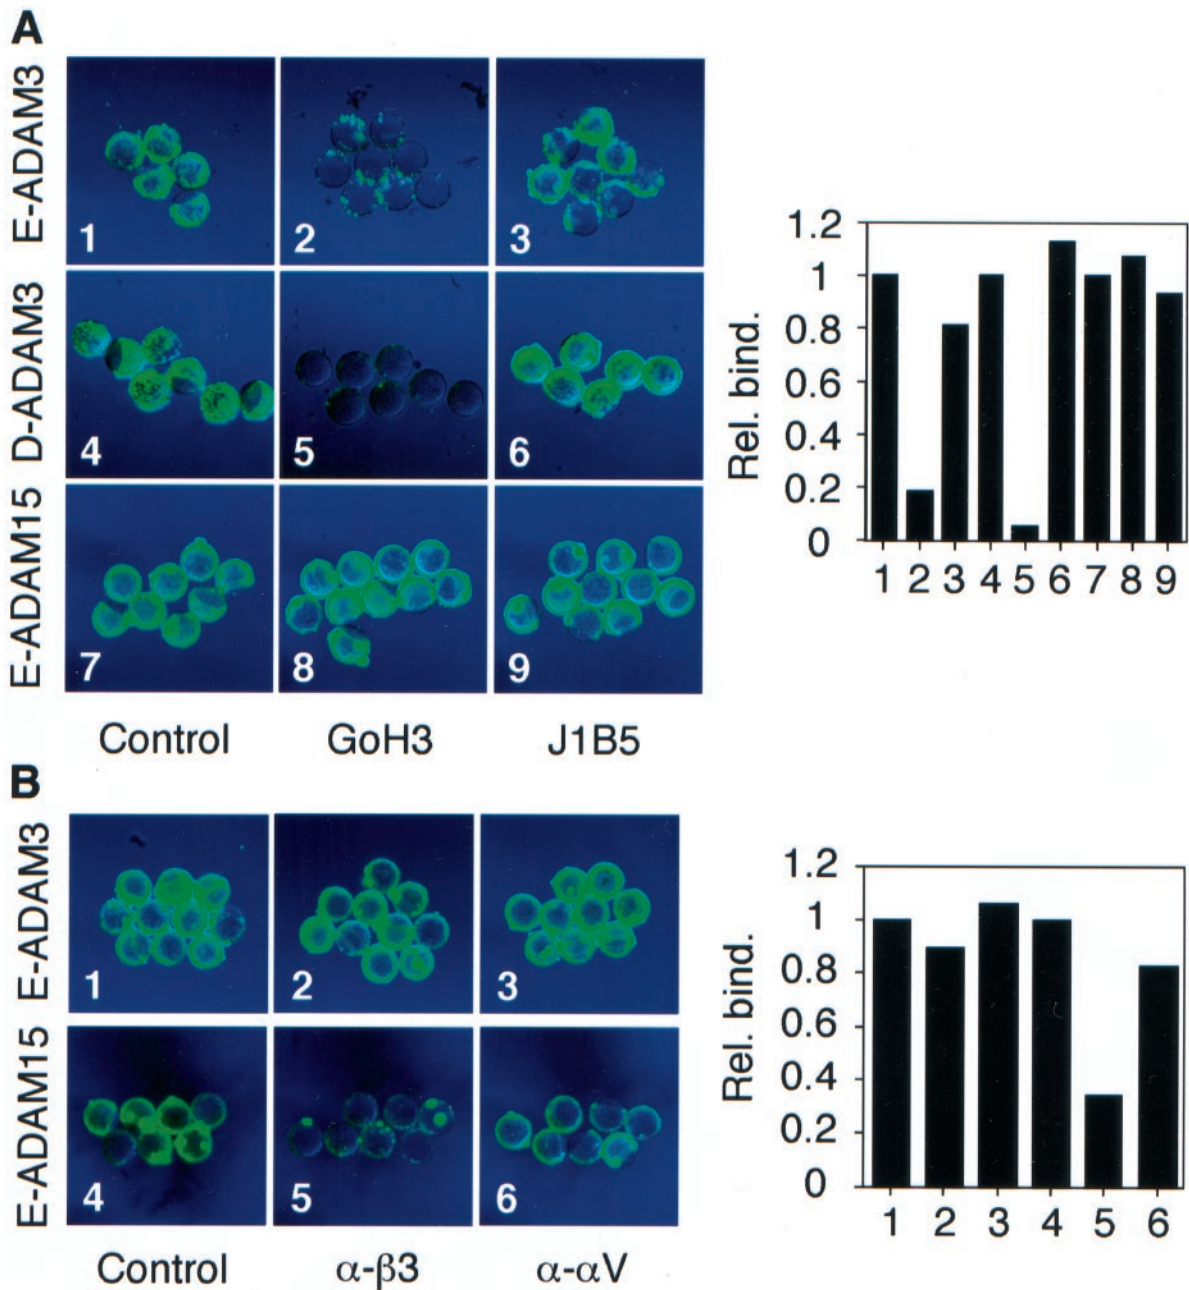 A
E-ADAM3
1
2
3
D-ADAM3
4
5
6
E-ADAM15
7
8
9
Control
GoH3
J1B5
Rel. bind.
1.2
1
0.8
0.6
0.4
0.2
0
1 2 3 4 5 6 7 8 9
B
E-ADAM3
1
2
3
E-ADAM15
4
5
6
Control
α-β3
α-αV
Rel. bind.
1.2
1
0.8
0.6
0.4
0.2
0
1 2 3 4 5 6